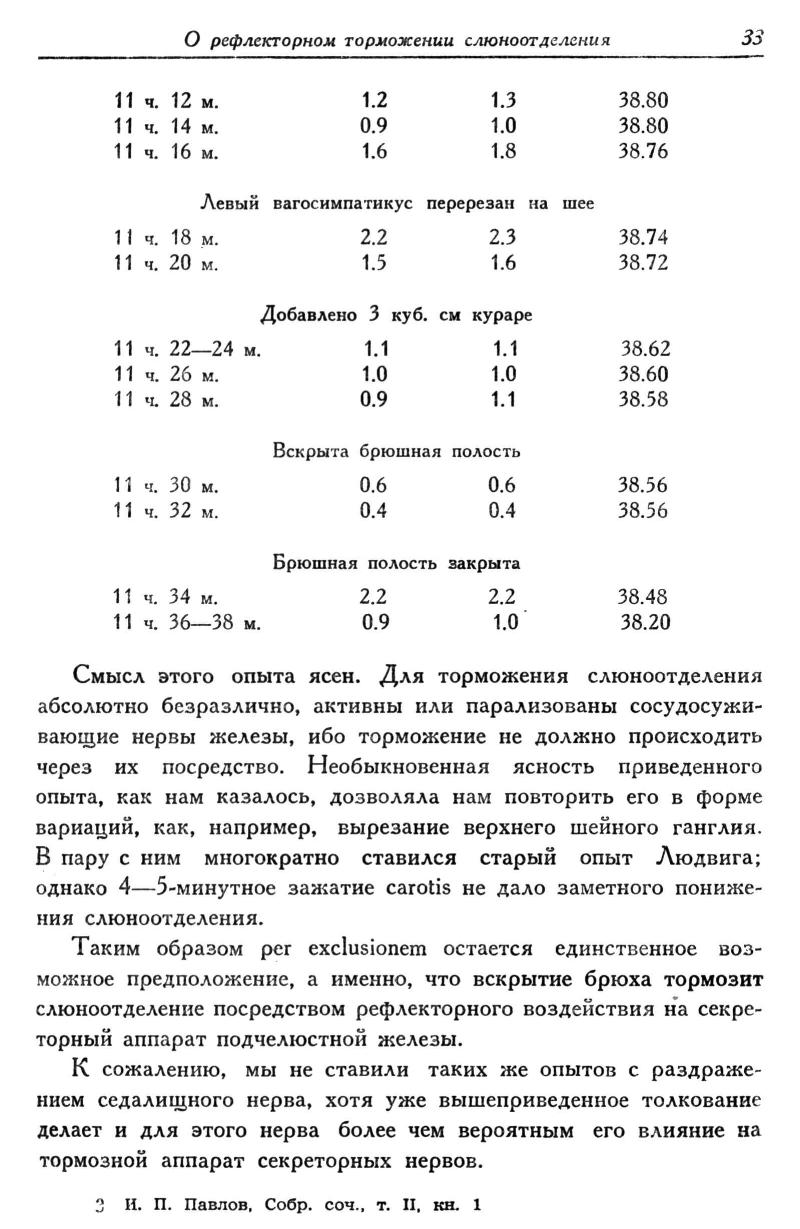 О рефлекторном торможении слюноотделения 33
11 ч. 12 м. 1.2 1.3 38.80
11 ч. 14 м. 0.9 1.0 38.80
11 ч. 16 м. 1.6 1.8 38.76
Левый вагосимпатикус перерезан на шее
11 ч. 18 м. 2.2 2.3 38.74
11 ч. 20 м. 1.5 1.6 38.72
Добавлено 3 куб. см кураре
11 ч. 22—24 м. 1.1 1.1 38.62
11 ч. 26 м. 1.0 1.0 38.60
11 ч. 28 м. 0.9 1.1 38.58
Вскрыта брюшная полость
11 ч. 30 м. 0.6 0.6 38.56
11 ч. 32 м. 0.4 0.4 38.56
Брюшная полость закрыта
11 ч. 34 м. 2.2 2.2 38.48
11 ч. 36—38 м. 0.9 1.0 38.20
Смысл этого опыта ясен. Для торможения слюноотделения
абсолютно безразлично, активны или парализованы сосудосужи-
вающие нервы железы, ибо торможение не должно происходить
через их посредство. Необыкновенная ясность приведенного
опыта, как нам казалось, дозволяла нам повторить его в форме
вариаций, как, например, вырезание верхнего шейного ганглия.
В пару с ним многократно ставился старый опыт Людвига;
однако 4—5-минутное зажатие carotis не дало заметного пониже-
ния слюноотделения.
Таким образом per exclusionem остается единственное воз-
можное предположение, а именно, что вскрытие брюха тормозит
слюноотделение посредством рефлекторного воздействия на секре-
торный аппарат подчелюстной железы.
К сожалению, мы не ставили таких же опытов с раздраже-
нием седалищного нерва, хотя уже вышеприведенное толкование
делает и для этого нерва более чем вероятным его влияние на
тормозной аппарат секреторных нервов.
3 И. П. Павлов, Собр. соч., т. II, кн. 1